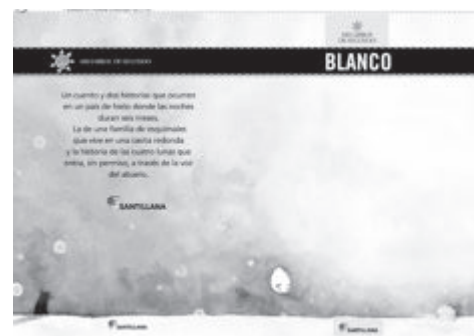 BLANCO
Un cuento y dos historias que ocurren
en un país de hielo donde las noches
duran seis meses.
La de una familia de esquimales
que vive en una casita redonda
y la historia de las cuatro lunas que
entra, sin permiso, a través de la voz
del abuelo.
SANTILLANA
SANTILLANA
SANTILLANA